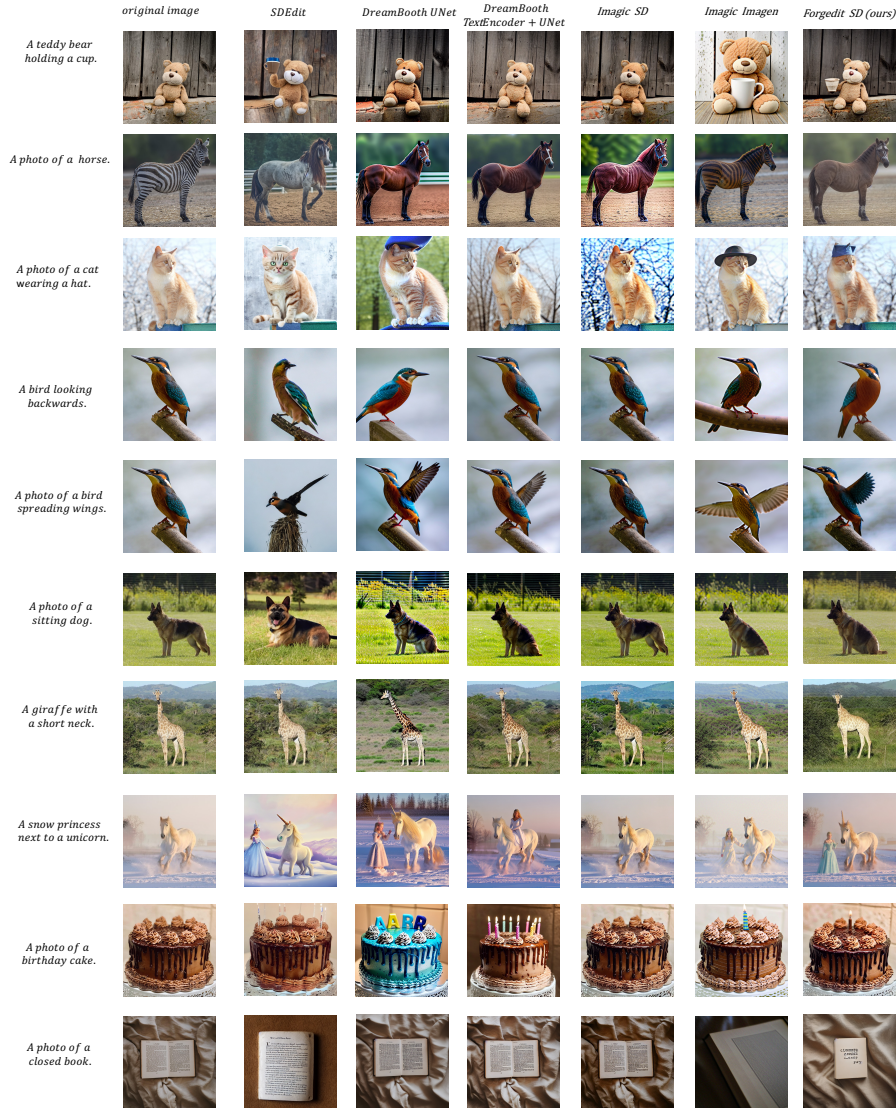 original image
SDEdit
DreamBooth UNet
DreamBooth
TextEncoder + UNet
Imagic SD
Imagic Imagen
Forgedit SD (ours)
A teddy bear
holding a cup.
A photo of a horse.
A photo of a cat
wearing a hat.
A bird looking
backwards.
A photo of a bird
spreading wings.
A photo of a
sitting dog.
A giraffe with
a short neck.
A snow princess
next to a unicorn.
A photo of a
birthday cake.
AARR
A photo of a
closed book.